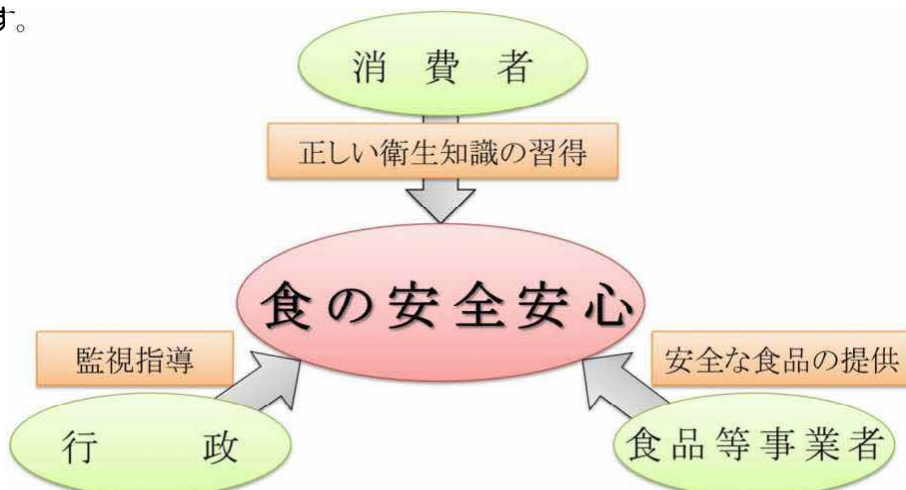 す。
消費者
正しい衛生知識の習得
食の安全安心
監視指導
安全な食品の提供
行政
食品等事業者